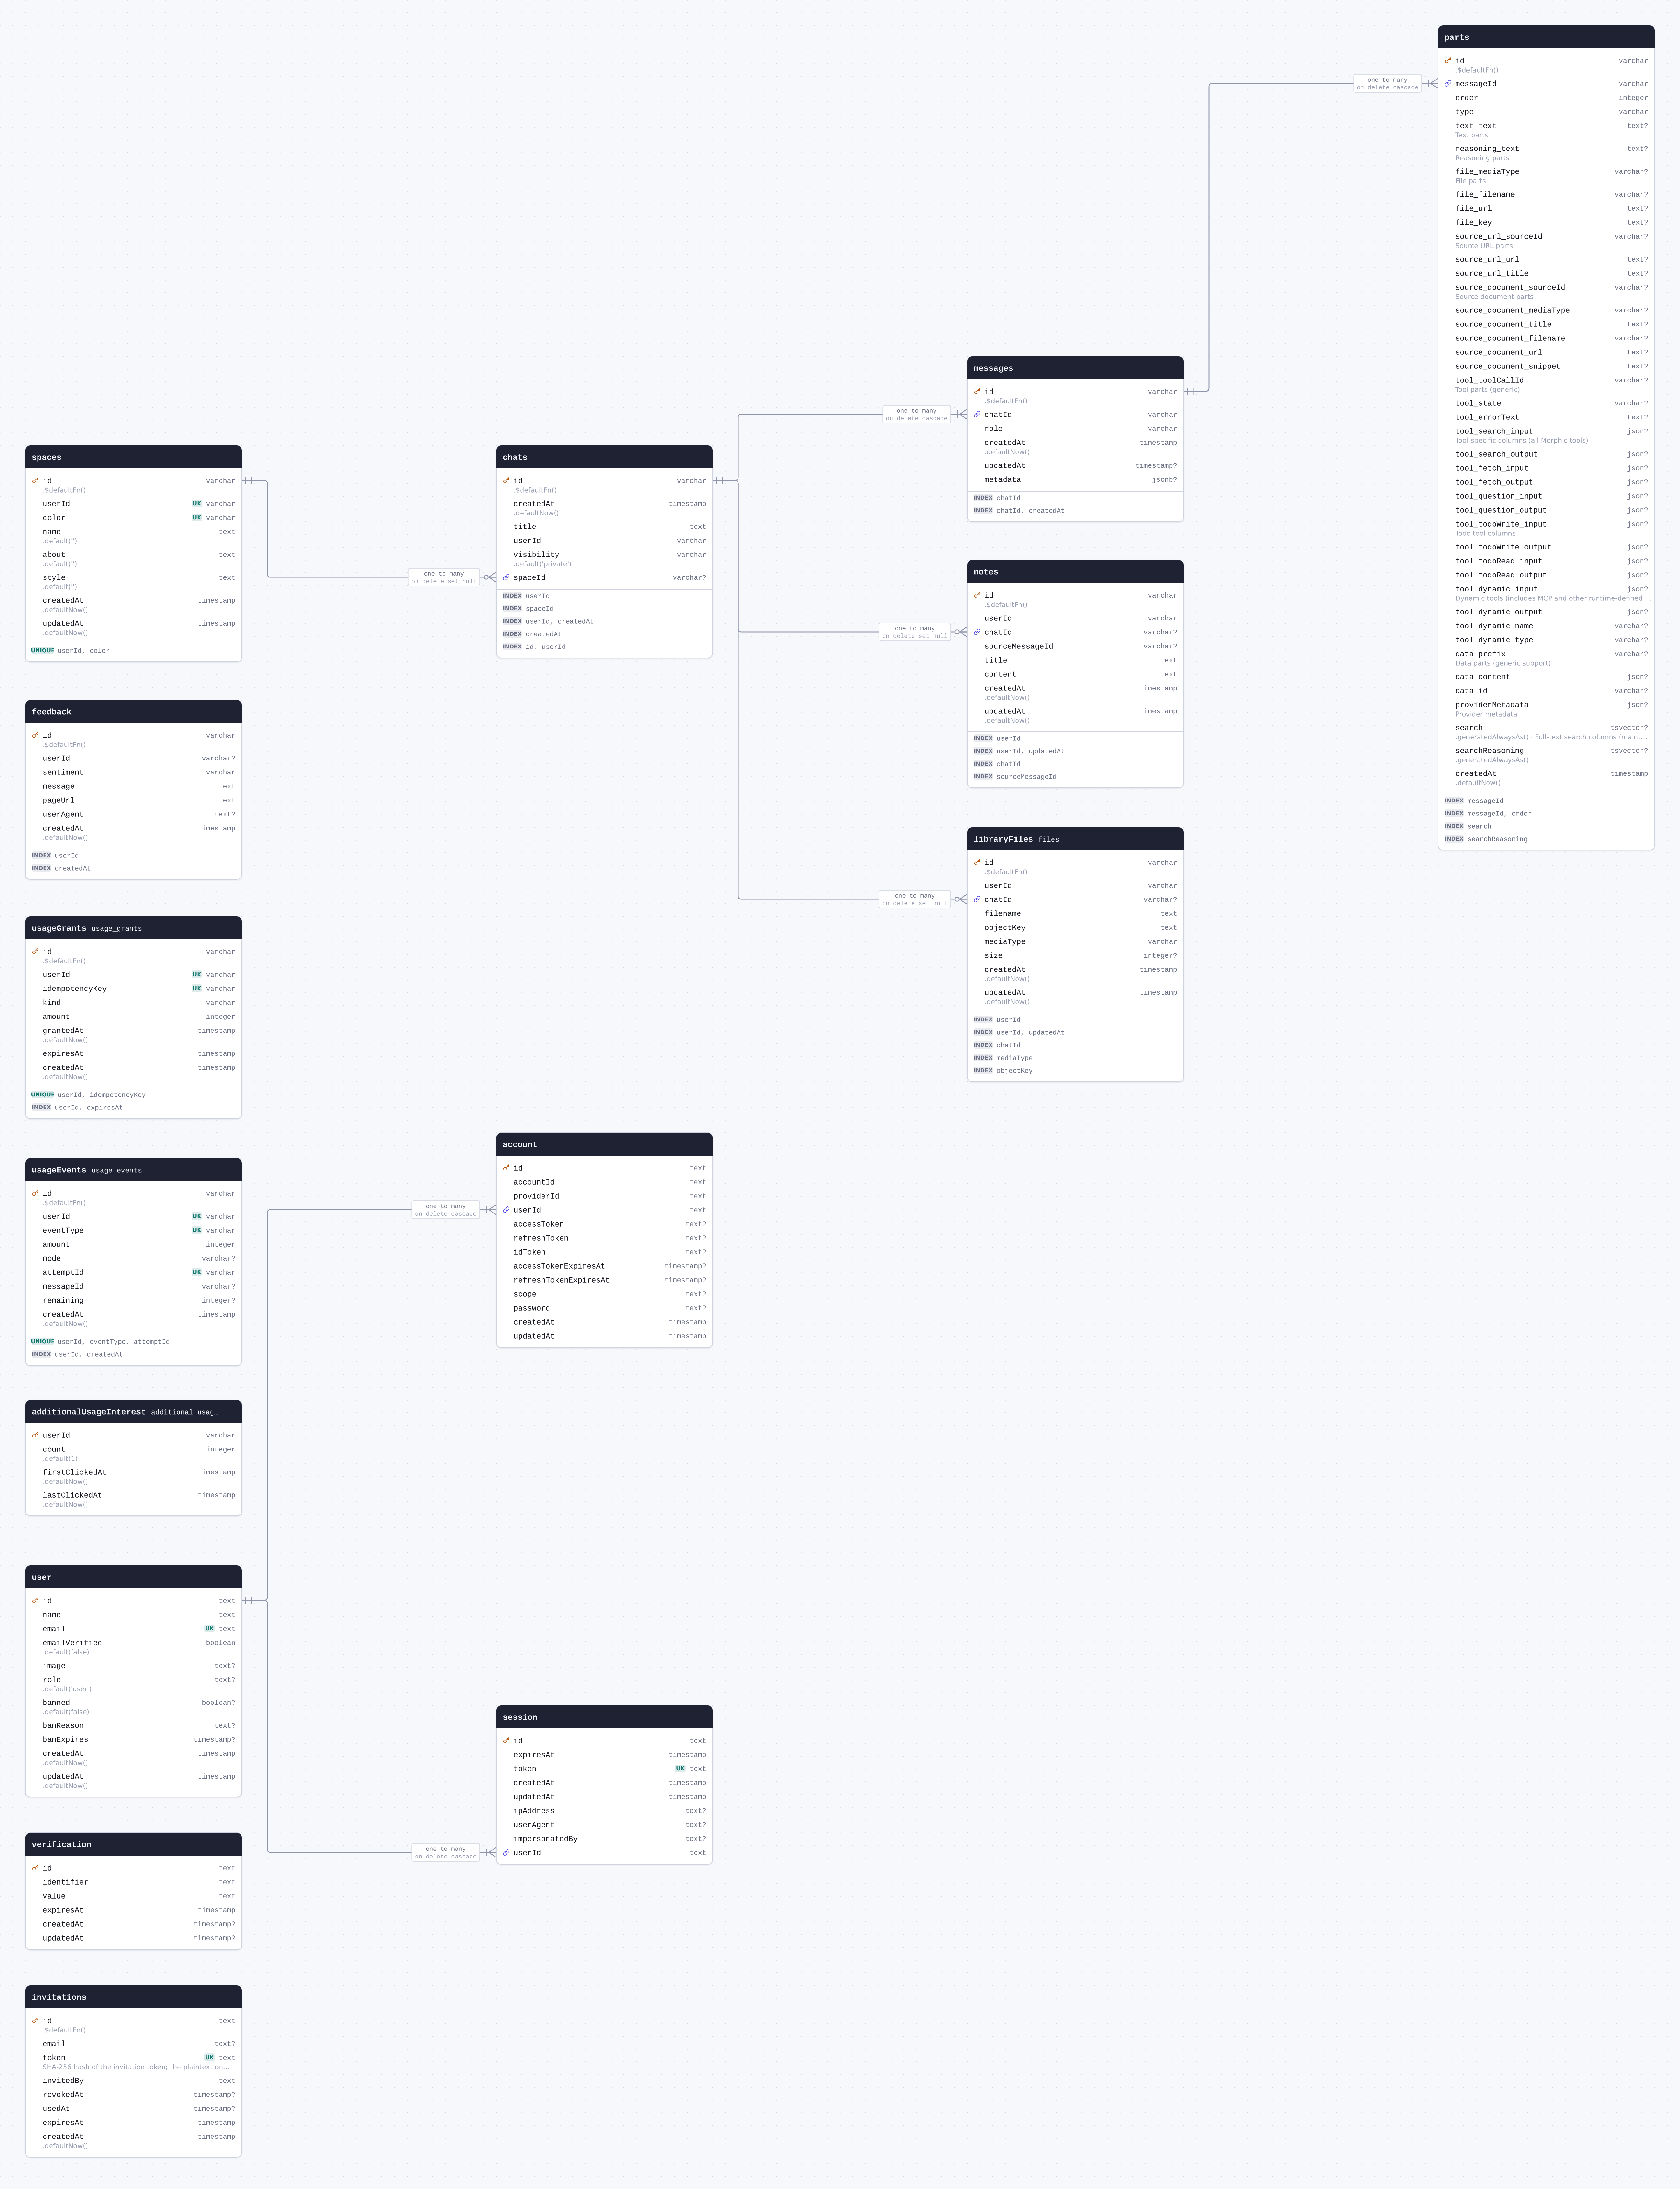 spaces
id varchar
.$defaultFn()
userId UK varchar
color UK varchar
name text
.default('')
about text
.default('')
style text
.default('')
createdAt timestamp
.defaultNow()
updatedAt timestamp
.defaultNow()
UNIQUE userId, color
feedback
id varchar
.$defaultFn()
userId varchar?
sentiment varchar
message text
pageUrl text
userAgent text?
createdAt timestamp
.defaultNow()
INDEX userId
INDEX createdAt
usageGrants usage_grants
id varchar
.$defaultFn()
userId UK varchar
idempotencyKey UK varchar
kind varchar
amount integer
grantedAt timestamp
.defaultNow()
expiresAt timestamp
createdAt timestamp
.defaultNow()
UNIQUE userId, idempotencyKey
INDEX userId, expiresAt
usageEvents usage_events
id varchar
.$defaultFn()
userId UK varchar
eventType UK varchar
amount integer
mode varchar?
attemptId UK varchar
messageId varchar?
remaining integer?
createdAt timestamp
.defaultNow()
UNIQUE userId, eventType, attemptId
INDEX userId, createdAt
additionalUsageInterest additional_usag…
userId varchar
count integer
.default(1)
firstClickedAt timestamp
.defaultNow()
lastClickedAt timestamp
.defaultNow()
user
id text
name text
email UK text
emailVerified boolean
.default(false)
image text?
role text?
.default('user')
banned boolean?
.default(false)
banReason text?
banExpires timestamp?
createdAt timestamp
.defaultNow()
updatedAt timestamp
.defaultNow()
verification
id text
identifier text
value text
expiresAt timestamp
createdAt timestamp?
updatedAt timestamp?
invitations
id text
.$defaultFn()
email text?
token UK text
SHA-256 hash of the invitation token; the plaintext on…
invitedBy text
revokedAt timestamp?
usedAt timestamp?
expiresAt timestamp
createdAt timestamp
.defaultNow()
one to many
on delete set null
chats
id varchar
.$defaultFn()
createdAt timestamp
.defaultNow()
title text
userId varchar
visibility varchar
.default('private')
spaceId varchar?
INDEX userId
INDEX spaceId
INDEX userId, createdAt
INDEX createdAt
INDEX id, userId
one to many
on delete cascade
account
id text
accountId text
providerId text
userId text
accessToken text?
refreshToken text?
idToken text?
accessTokenExpiresAt timestamp?
refreshTokenExpiresAt timestamp?
scope text?
password text?
createdAt timestamp
updatedAt timestamp
one to many
on delete cascade
session
id text
expiresAt timestamp
token UK text
createdAt timestamp
updatedAt timestamp
ipAddress text?
userAgent text?
impersonatedBy text?
userId text
one to many
on delete cascade
messages
id varchar
.$defaultFn()
chatId varchar
role varchar
createdAt timestamp
.defaultNow()
updatedAt timestamp?
metadata jsonb?
INDEX chatId
INDEX chatId, createdAt
one to many
on delete set null
notes
id varchar
.$defaultFn()
userId varchar
chatId varchar?
sourceMessageId varchar?
title text
content text
createdAt timestamp
.defaultNow()
updatedAt timestamp
.defaultNow()
INDEX userId
INDEX userId, updatedAt
INDEX chatId
INDEX sourceMessageId
one to many
on delete set null
libraryFiles files
id varchar
.$defaultFn()
userId varchar
chatId varchar?
filename text
objectKey text
mediaType varchar
size integer?
createdAt timestamp
.defaultNow()
updatedAt timestamp
.defaultNow()
INDEX userId
INDEX userId, updatedAt
INDEX chatId
INDEX mediaType
INDEX objectKey
one to many
on delete cascade
parts
id varchar
.$defaultFn()
messageId varchar
order integer
type varchar
text_text text?
Text parts
reasoning_text text?
Reasoning parts
file_mediaType varchar?
File parts
file_filename varchar?
file_url text?
file_key text?
source_url_sourceId varchar?
Source URL parts
source_url_url text?
source_url_title text?
source_document_sourceId varchar?
Source document parts
source_document_mediaType varchar?
source_document_title text?
source_document_filename varchar?
source_document_url text?
source_document_snippet text?
tool_toolCallId varchar?
Tool parts (generic)
tool_state varchar?
tool_errorText text?
tool_search_input json?
Tool-specific columns (all Morphic tools)
tool_search_output json?
tool_fetch_input json?
tool_fetch_output json?
tool_question_input json?
tool_question_output json?
tool_todoWrite_input json?
Todo tool columns
tool_todoWrite_output json?
tool_todoRead_input json?
tool_todoRead_output json?
tool_dynamic_input json?
Dynamic tools (includes MCP and other runtime-defined …
tool_dynamic_output json?
tool_dynamic_name varchar?
tool_dynamic_type varchar?
data_prefix varchar?
Data parts (generic support)
data_content json?
data_id varchar?
providerMetadata json?
Provider metadata
search tsvector?
.generatedAlwaysAs() · Full-text search columns (maint…
searchReasoning tsvector?
.generatedAlwaysAs()
createdAt timestamp
.defaultNow()
INDEX messageId
INDEX messageId, order
INDEX search
INDEX searchReasoning